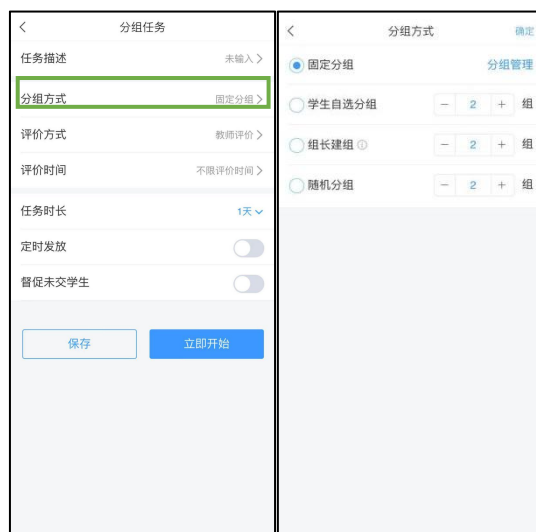 分组任务
任务描述 未输入
分组方式 固定分组
评价方式 教师评价
评价时间 不限评价时间
任务时长 1天
定时发放
督促未交学生
保存 立即开始
分组方式 确定
固定分组 分组管理
学生自选分组 - 2 + 组
组长建组 - 2 + 组
随机分组 - 2 + 组